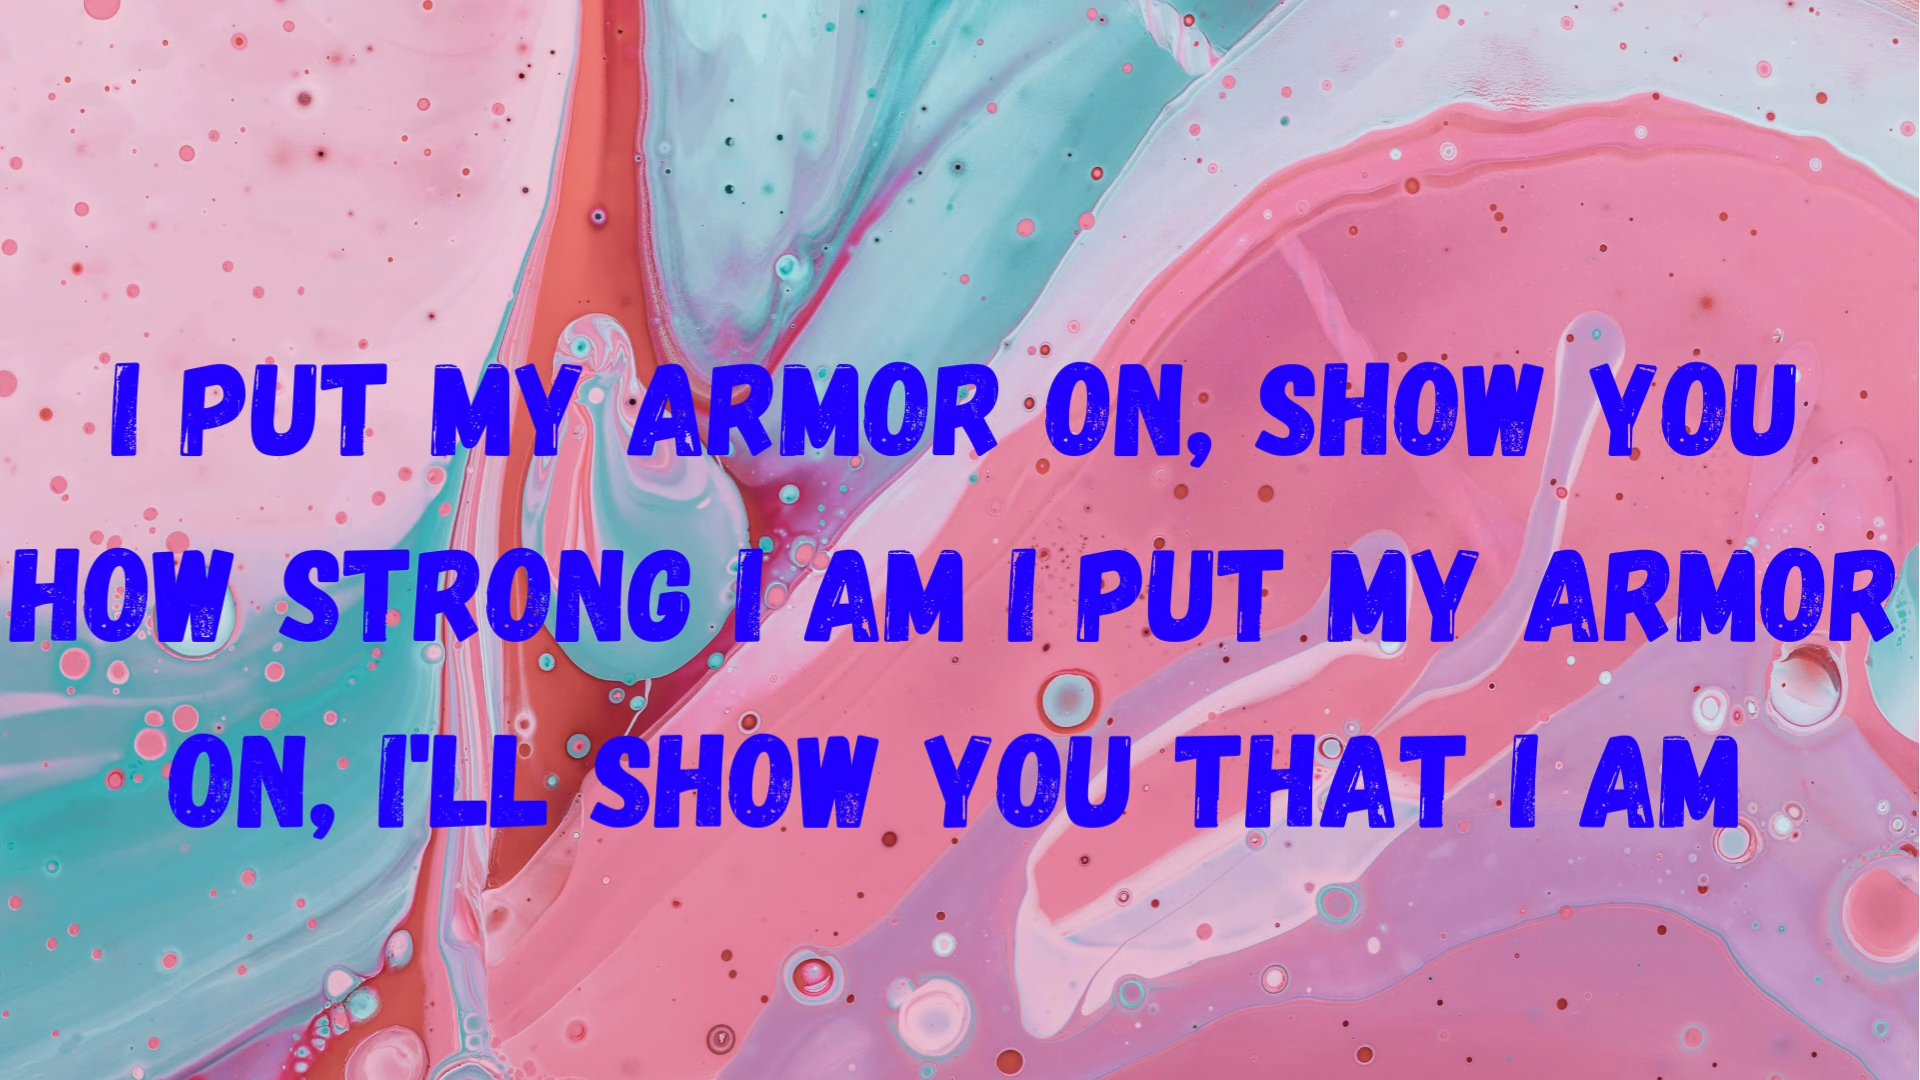 I PUT MY ARMOR ON, SHOW YOU
HOW STRONG I AM I PUT MY ARMOR
ON, I'LL SHOW YOU THAT I AM